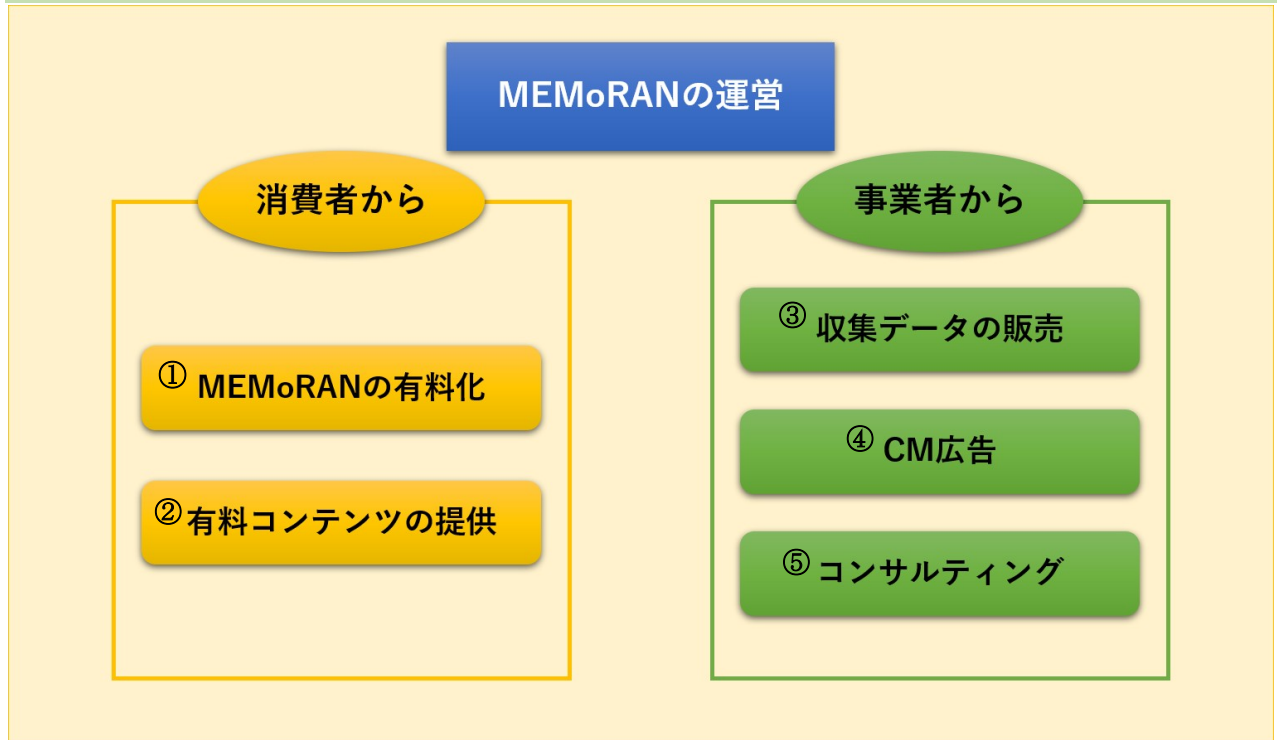 MEMoRANの運営
消費者から
① MEMoRANの有料化
② 有料コンテンツの提供
事業者から
③ 収集データの販売
④ CM広告
⑤ コンサルティング